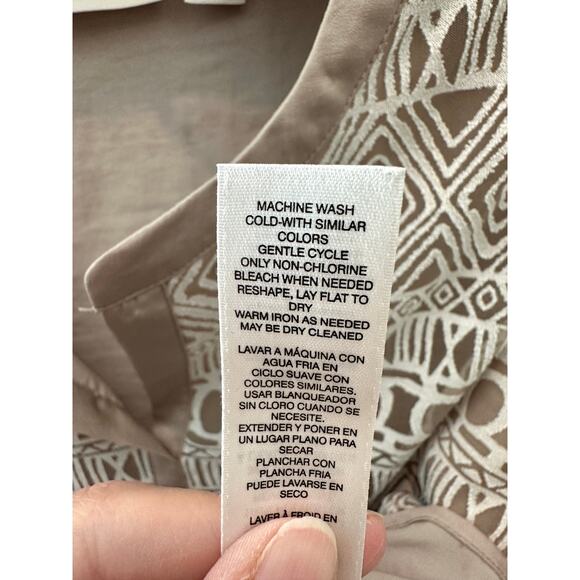 MACHINE WASH
COLD-WITH SIMILAR
COLORS
GENTLE CYCLE
ONLY NON-CHLORINE
BLEACH WHEN NEEDED
RESHAPE, LAY FLAT TO
DRY
WARM IRON AS NEEDED
MAY BE DRY CLEANED
LAVAR A MÁQUINA CON
AGUA FRIA EN
CICLO SUAVE CON
COLORES SIMILARES.
USAR BLANQUEADOR
SIN CLORO CUANDO SE
NECESITE.
EXTENDER Y PONER EN
UN LUGAR PLANO PARA
SECAR
PLANCHAR CON
PLANCHA FRIA
PUEDE LAVARSE EN
SECO
LAVER À FROID EN